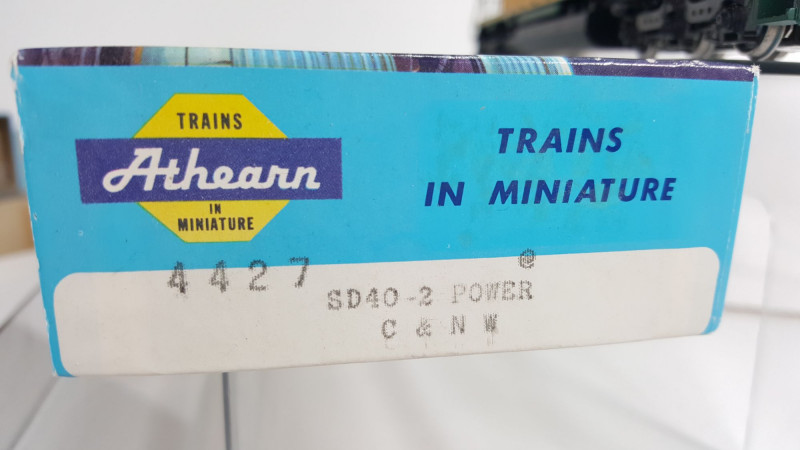 TRAINS
Athearn
IN
MINIATURE
TRAINS
IN MINIATURE
4427
@
SD40-2 POWER
C & N W